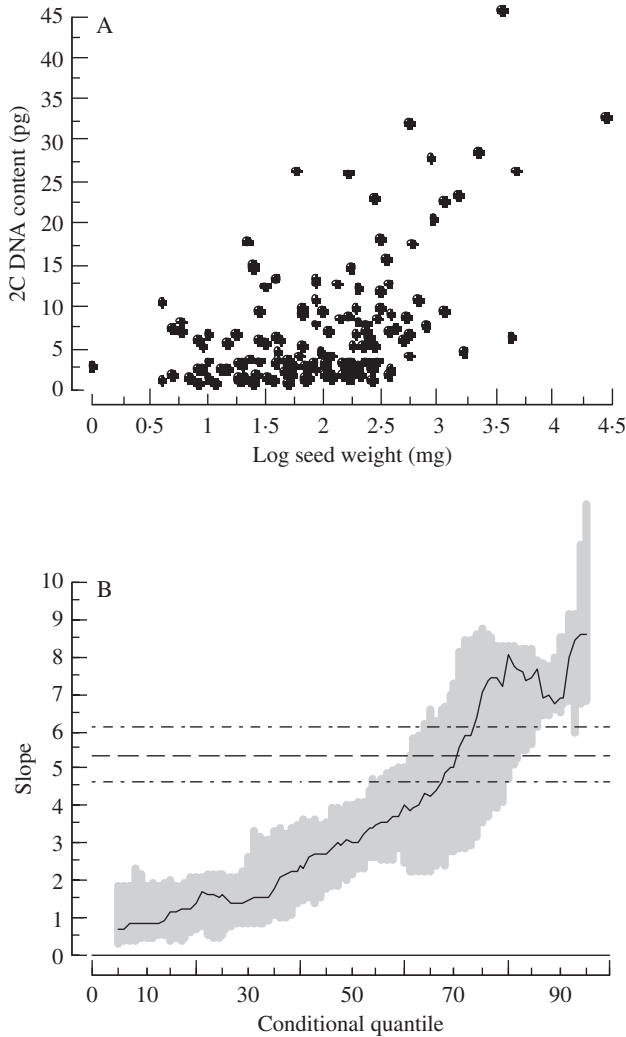 A
45
40
35
30
25
20
15
10
5
0
2C DNA content (pg)
0 0·5 1 1·5 2 2·5 3 3·5 4 4·5
Log seed weight (mg)
B
10
9
8
7
6
5
4
3
2
1
0
Slope
0 10 30 50 70 90
Conditional quantile